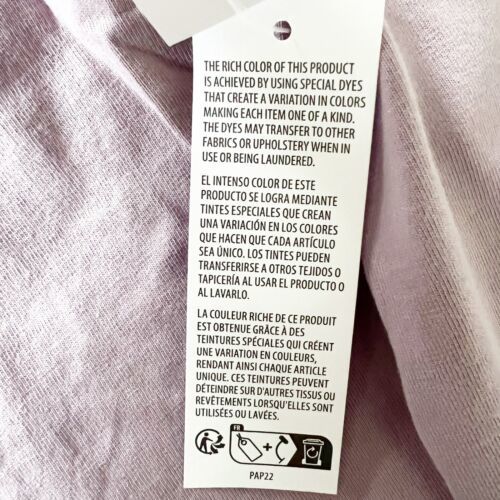 THE RICH COLOR OF THIS PRODUCT
IS ACHIEVED BY USING SPECIAL DYES
THAT CREATE A VARIATION IN COLORS
MAKING EACH ITEM ONE OF A KIND.
THE DYES MAY TRANSFER TO OTHER
FABRICS OR UPHOLSTERY WHEN IN
USE OR BEING LAUNDERED.
EL INTENSO COLOR DE ESTE
PRODUCTO SE LOGRA MEDIANTE
TINTES ESPECIALES QUE CREAN
UNA VARIACIÓN EN LOS COLORES
QUE HACEN QUE CADA ARTÍCULO
SEA ÚNICO. LOS TINTES PUEDEN
TRANSFERIRSE A OTROS TEJIDOS O
TAPICERÍA AL USAR EL PRODUCTO O
AL LAVARLO.
LA COULEUR RICHE DE CE PRODUIT
EST OBTENUE GRÂCE À DES
TEINTURES SPÉCIALES QUI CRÉENT
UNE VARIATION EN COULEURS,
RENDANT AINSI CHAQUE ARTICLE
UNIQUE. CES TEINTURES PEUVENT
DÉTEINDRE SUR D'AUTRES TISSUS OU
REVÊTEMENTS LORSQU'ELLES SONT
UTILISÉES OU LAVÉES.
FR
PAP22